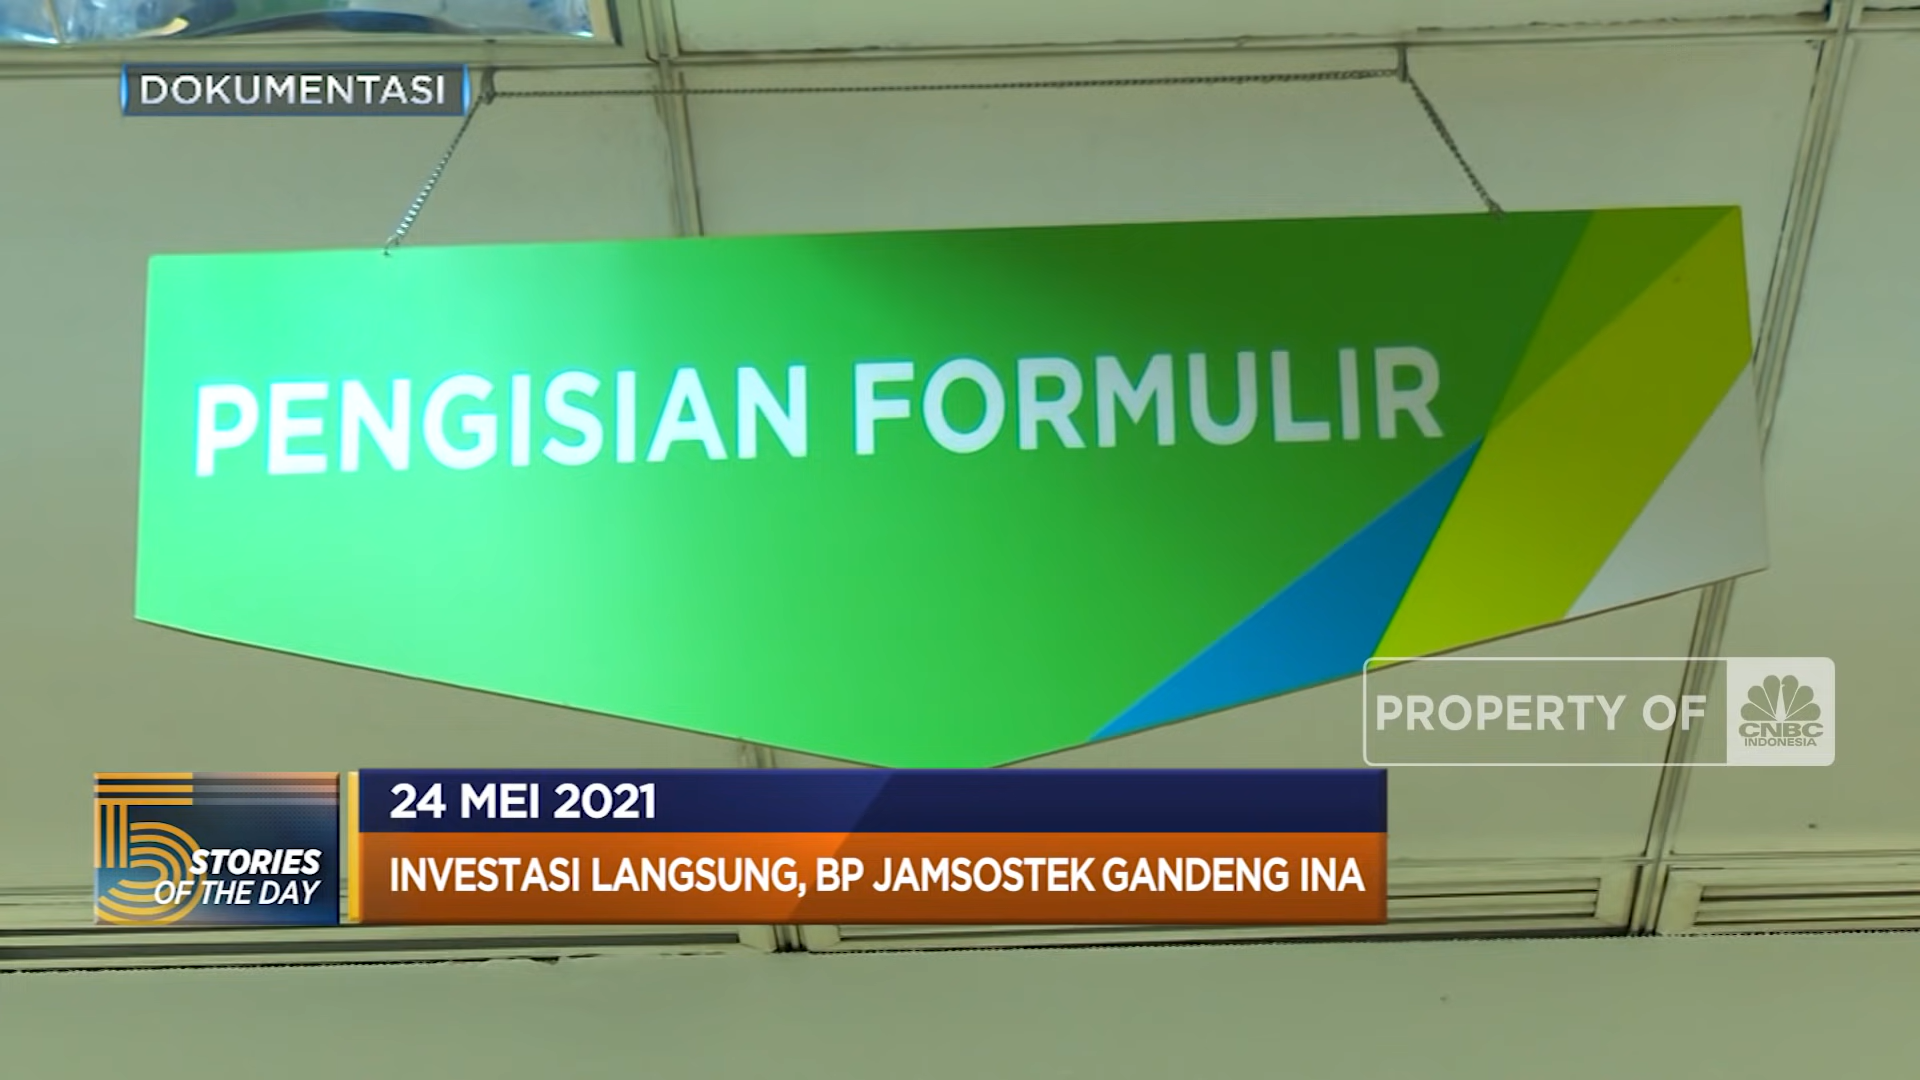 DOKUMENTASI
PENGISIAN FORMULIR
PROPERTY OF
CNBC
INDONESIA
24 MEI 2021
5
STORIES
OF THE DAY
INVESTASI LANGSUNG, BP JAMSOSTEK GANDENG INA